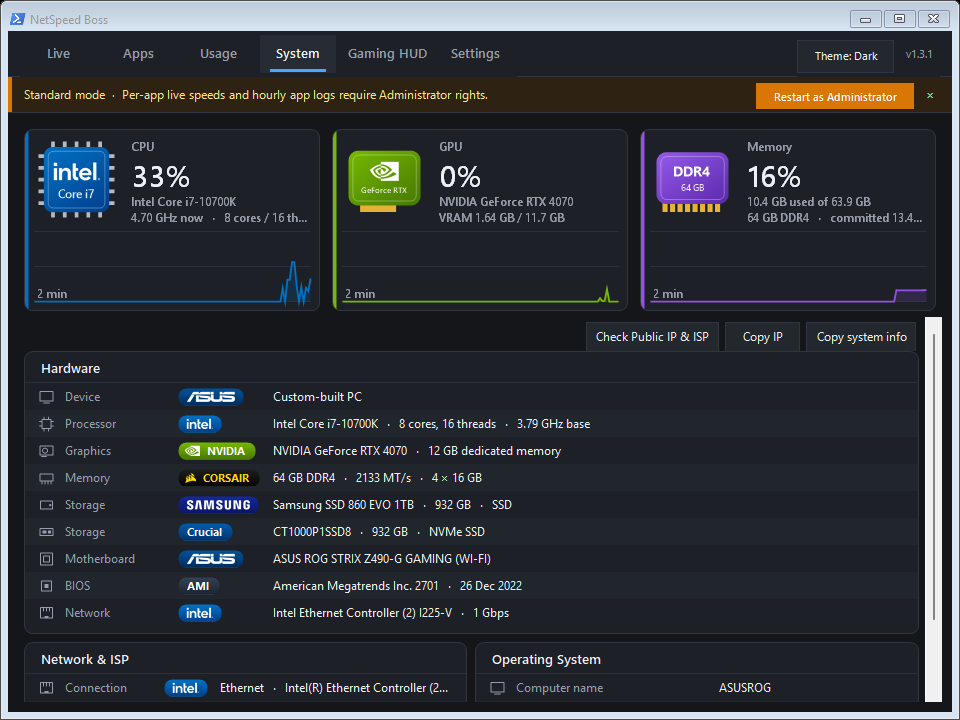 NetSpeed Boss
Live Apps Usage System Gaming HUD Settings Theme: Dark v1.3.1
Standard mode · Per-app live speeds and hourly app logs require Administrator rights. Restart as Administrator ×
intel.
Core i7
CPU
33%
Intel Core i7-10700K
4.70 GHz now · 8 cores / 16 th...
2 min
GeForce RTX
GPU
0%
NVIDIA GeForce RTX 4070
VRAM 1.64 GB / 11.7 GB
2 min
DDR4
64 GB
Memory
16%
10.4 GB used of 63.9 GB
64 GB DDR4 · committed 13.4...
2 min
Check Public IP & ISP Copy IP Copy system info
Hardware
Device ASUS Custom-built PC
Processor intel. Intel Core i7-10700K · 8 cores, 16 threads · 3.79 GHz base
Graphics NVIDIA NVIDIA GeForce RTX 4070 · 12 GB dedicated memory
Memory CORSAIR 64 GB DDR4 · 2133 MT/s · 4 × 16 GB
Storage SAMSUNG Samsung SSD 860 EVO 1TB · 932 GB · SSD
Storage Crucial CT1000P1SSD8 · 932 GB · NVMe SSD
Motherboard ASUS ASUS ROG STRIX Z490-G GAMING (WI-FI)
BIOS AMI American Megatrends Inc. 2701 · 26 Dec 2022
Network intel. Intel Ethernet Controller (2) I225-V · 1 Gbps
Network & ISP
Connection intel. Ethernet · Intel(R) Ethernet Controller (2...
Operating System
Computer name ASUSROG